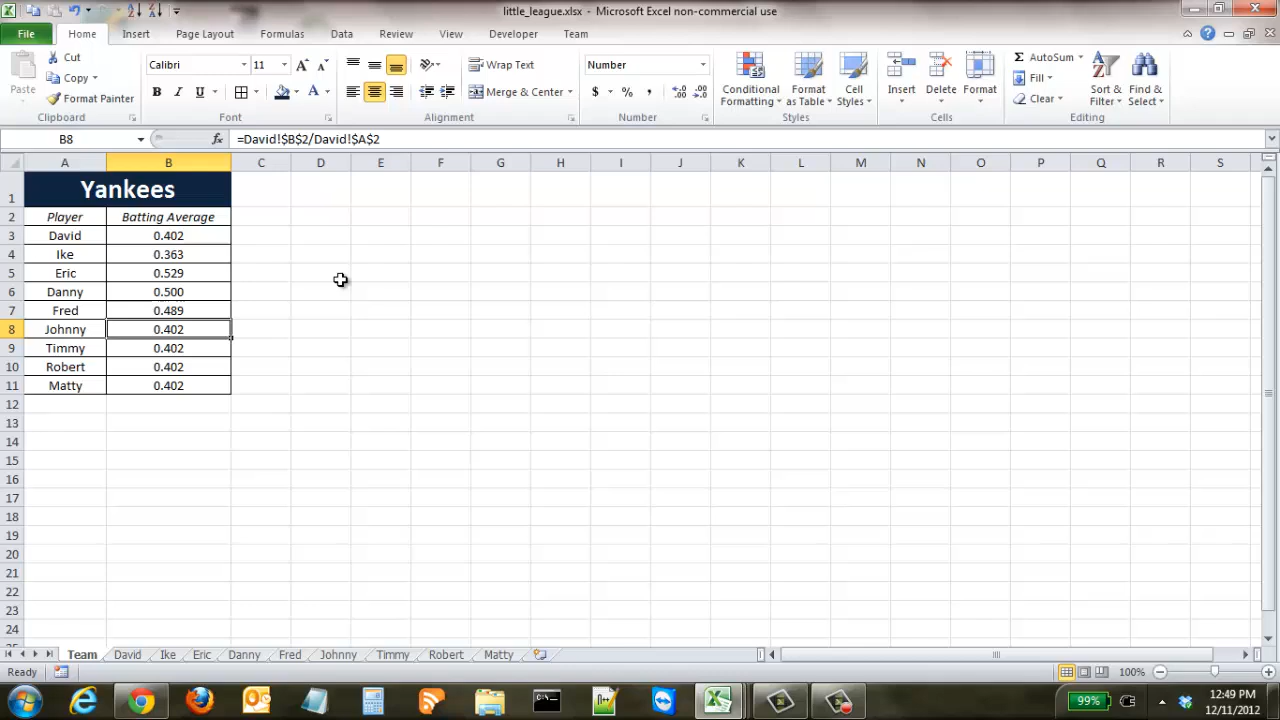 little_league.xlsx - Microsoft Excel non-commercial use
File Home Insert Page Layout Formulas Data Review View Developer Team
Paste
Cut
Copy
Format Painter
Clipboard
Calibri 11
B I U
Font
Wrap Text
Merge & Center
Alignment
Number
$ % ,
Number
Conditional Formatting
Format as Table
Cell Styles
Styles
Insert
Delete
Format
Cells
Σ AutoSum
Fill
Clear
Sort & Filter
Find & Select
Editing
B8 fx =David!$B$2/David!$A$2
A B C D E F G H I J K L M N O P Q R S
1 Yankees
2 Player Batting Average
3 David 0.402
4 Ike 0.363
5 Eric 0.529
6 Danny 0.500
7 Fred 0.489
8 Johnny 0.402
9 Timmy 0.402
10 Robert 0.402
11 Matty 0.402
12
13
14
15
16
17
18
19
20
21
22
23
24
Team David Ike Eric Danny Fred Johnny Timmy Robert Matty
Ready 100%
99% 12:49 PM
12/11/2012